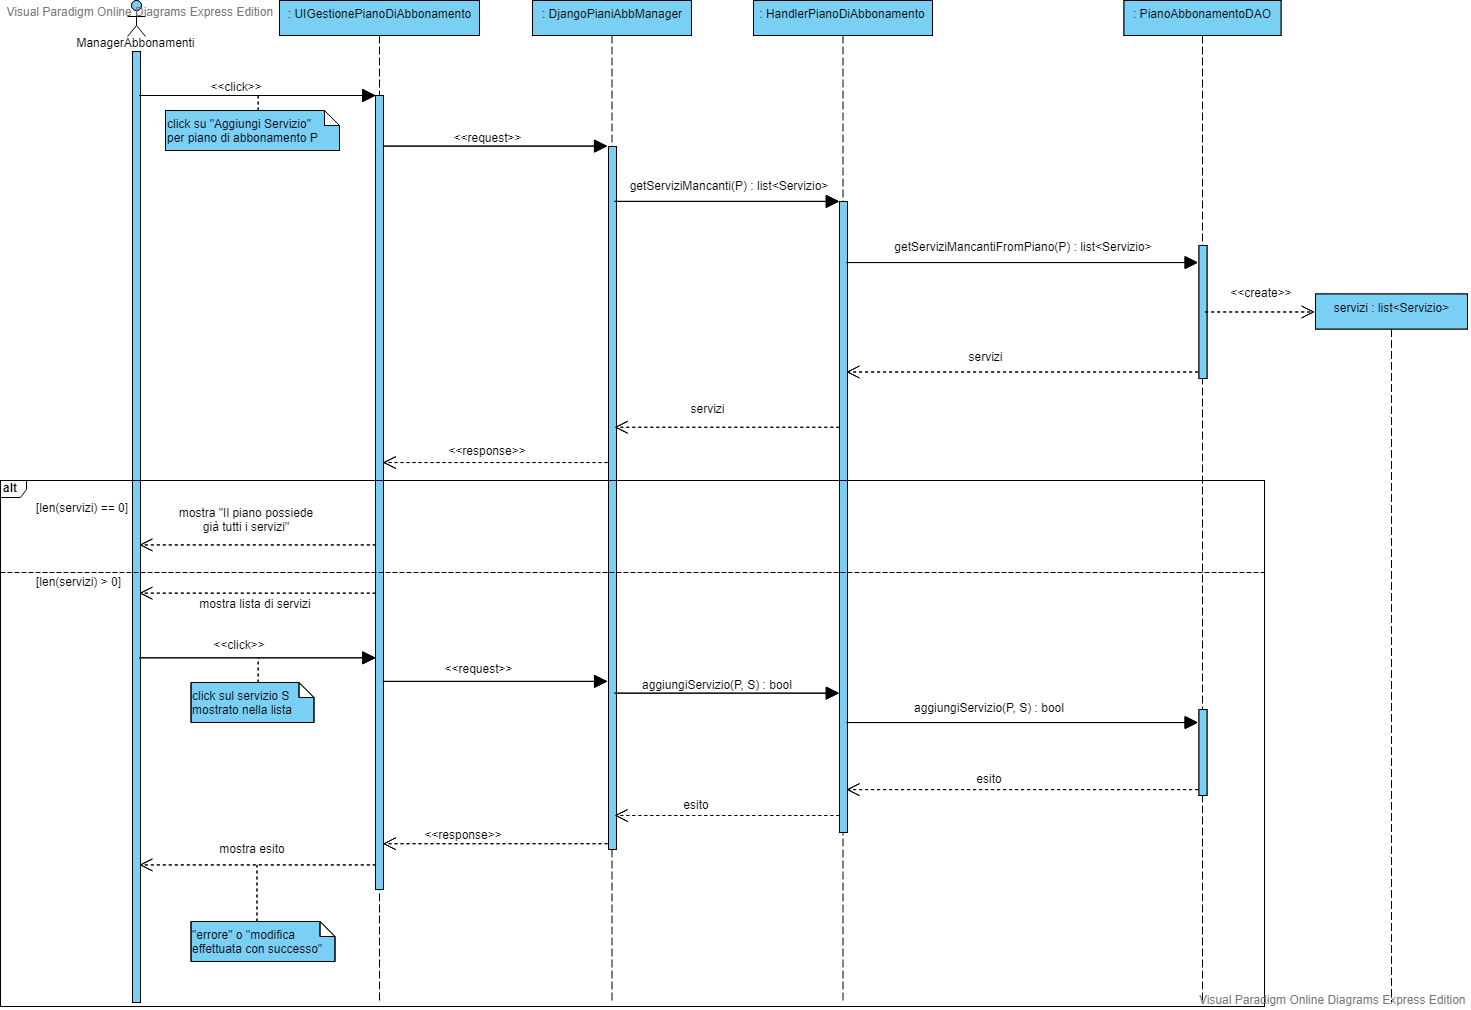 Visual Paradigm Online Diagrams Express Edition
ManagerAbbonamenti
: UIGestionePianoDiAbbonamento
: DjangoPianiAbbManager
: HandlerPianoDiAbbonamento
: PianoAbbonamentoDAO
<<click>>
click su "Aggiungi Servizio"
per piano di abbonamento P
<<request>>
getServiziMancanti(P) : list<Servizio>
getServiziMancantiFromPiano(P) : list<Servizio>
<<create>>
servizi : list<Servizio>
servizi
servizi
<<response>>
alt
[len(servizi) == 0]
mostra "Il piano possiede
già tutti i servizi"
[len(servizi) > 0]
mostra lista di servizi
<<click>>
click sul servizio S
mostrato nella lista
<<request>>
aggiungiServizio(P, S) : bool
aggiungiServizio(P, S) : bool
esito
esito
<<response>>
mostra esito
"errore" o "modifica
effettuata con successo"
Visual Paradigm Online Diagrams Express Edition